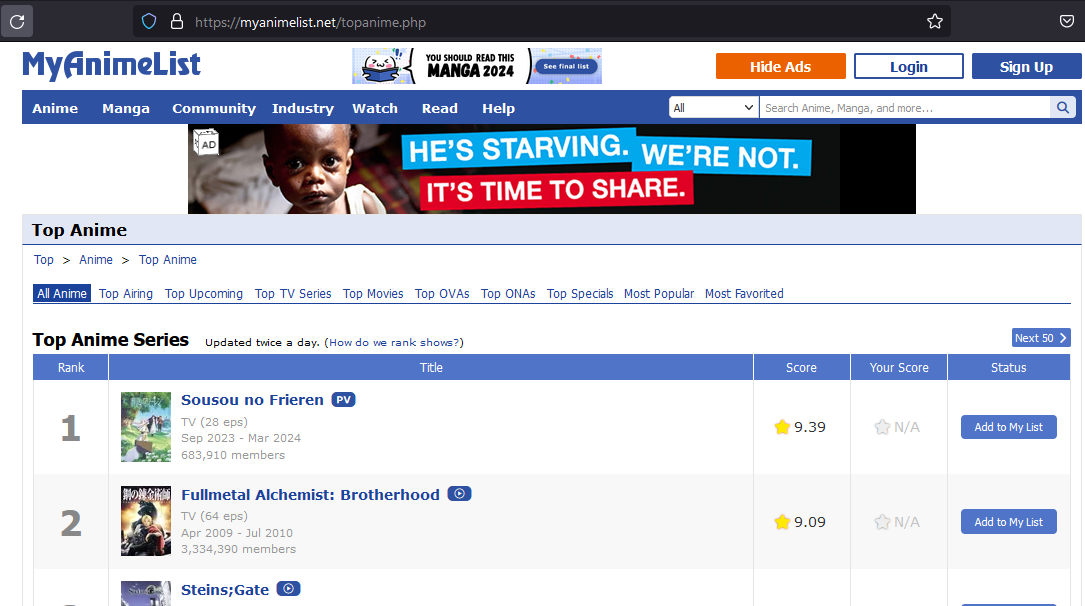 https://myanimelist.net/topanime.php
MyAnimeList
YOU SHOULD READ THIS
MANGA 2024
See final list
Hide Ads
Login
Sign Up
Anime Manga Community Industry Watch Read Help
All
Search Anime, Manga, and more...
AD
HE'S STARVING. WE'RE NOT.
IT'S TIME TO SHARE.
Top Anime
Top > Anime > Top Anime
All Anime Top Airing Top Upcoming Top TV Series Top Movies Top OVAs Top ONAs Top Specials Most Popular Most Favorited
Top Anime Series Updated twice a day. (How do we rank shows?) Next 50
Rank Title Score Your Score Status
1
Sousou no Frieren PV
TV (28 eps)
Sep 2023 - Mar 2024
683,910 members
9.39
N/A
Add to My List
2
鋼の錬金術師
Fullmetal Alchemist: Brotherhood
TV (64 eps)
Apr 2009 - Jul 2010
3,334,390 members
9.09
N/A
Add to My List
Steins;Gate